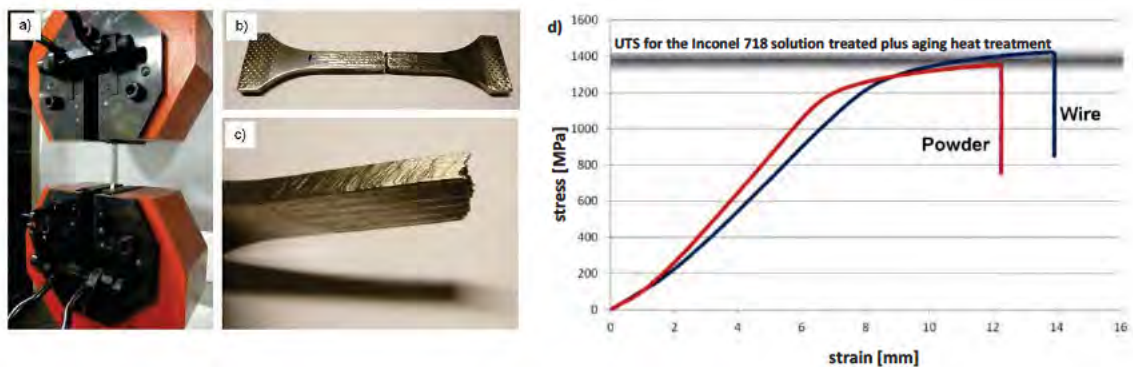 a)
b)
c)
d)
UTS for the Inconel 718 solution treated plus aging heat treatment
Wire
Powder
stress [MPa]
1600
1400
1200
1000
800
600
400
200
0
0 2 4 6 8 10 12 14 16
strain [mm]